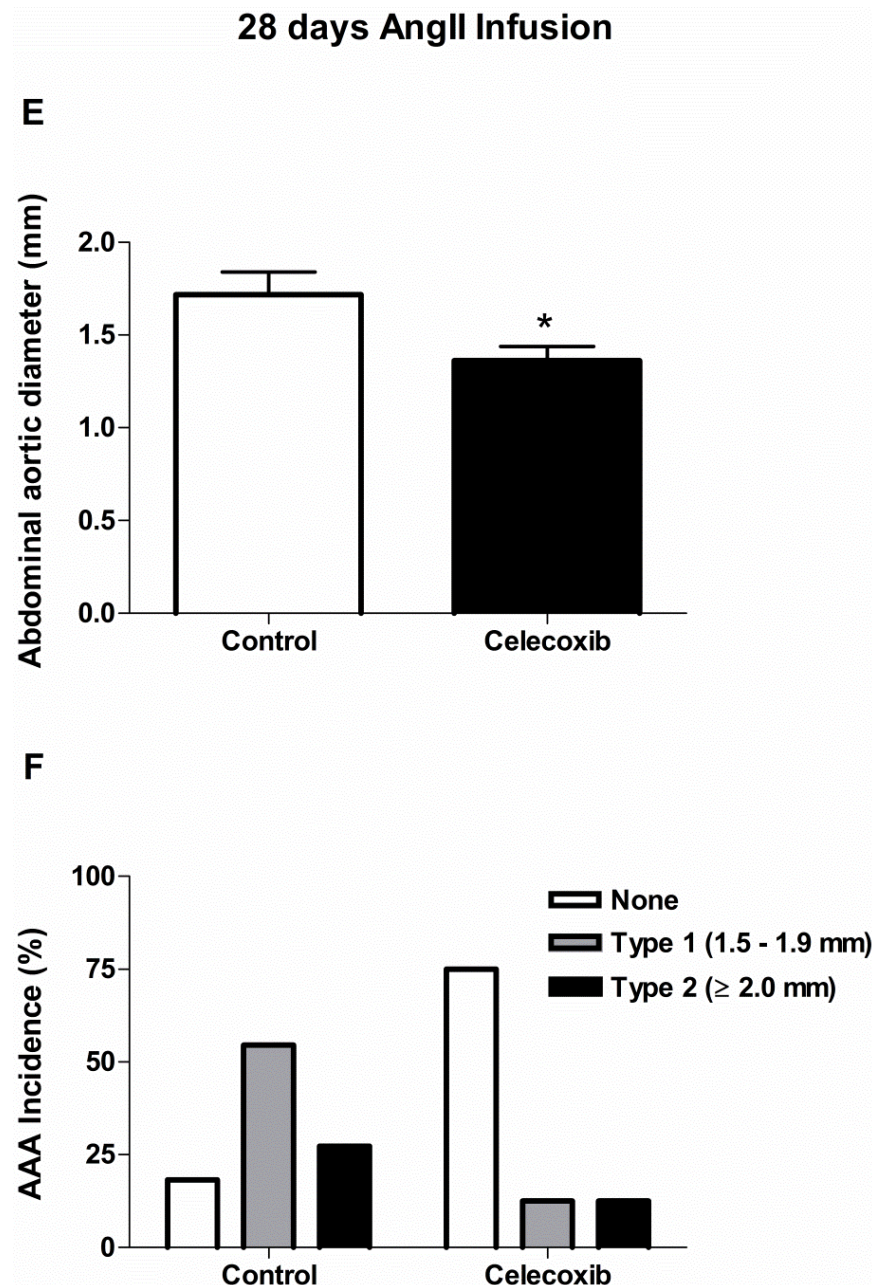 28 days AngII Infusion
E
Abdominal aortic diameter (mm)
2.0
*
1.5
1.0
0.5
0.0
Control
Celecoxib
F
AAA Incidence (%)
100
None
Type 1 (1.5 - 1.9 mm)
75
Type 2 (≥ 2.0 mm)
50
25
0
Control
Celecoxib